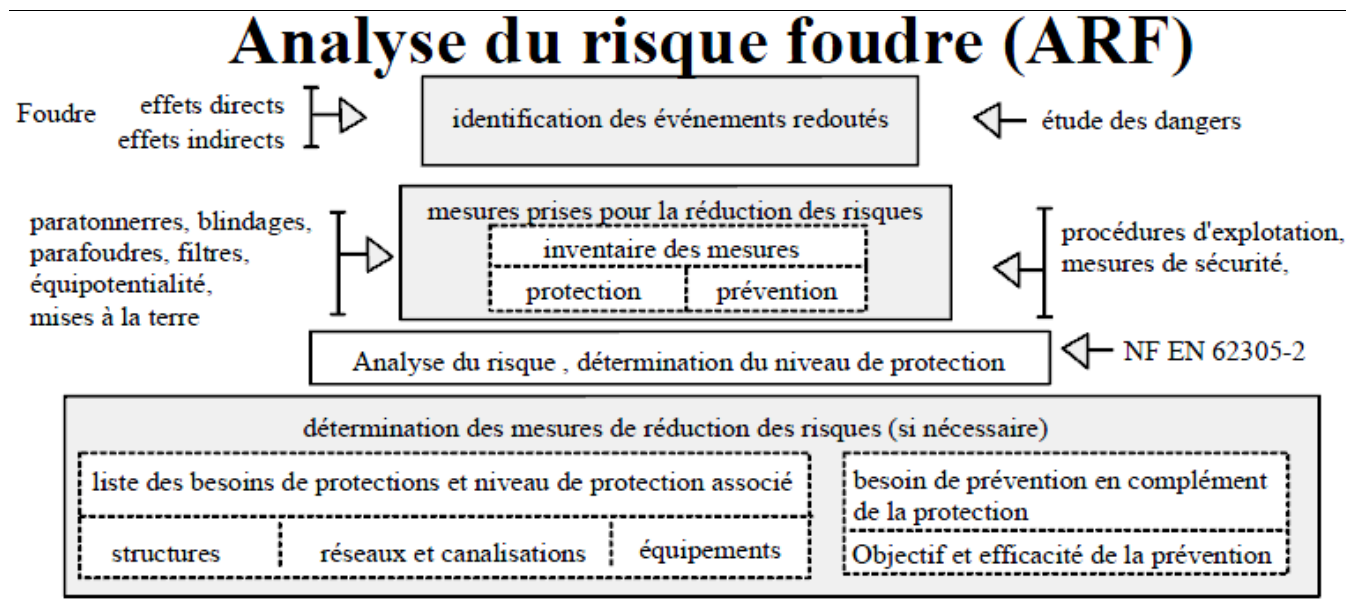 Analyse du risque foudre (ARF)
Foudre
effets directs
effets indirects
identification des événements redoutés
étude des dangers
paratonnerres, blindages,
parafoudres, filtres,
équipotentialité,
mises à la terre
mesures prises pour la réduction des risques
inventaire des mesures
protection
prévention
procédures d'explotation,
mesures de sécurité,
Analyse du risque , détermination du niveau de protection
NF EN 62305-2
détermination des mesures de réduction des risques (si nécessaire)
liste des besoins de protections et niveau de protection associé
structures
réseaux et canalisations
équipements
besoin de prévention en complément
de la protection
Objectif et efficacité de la prévention